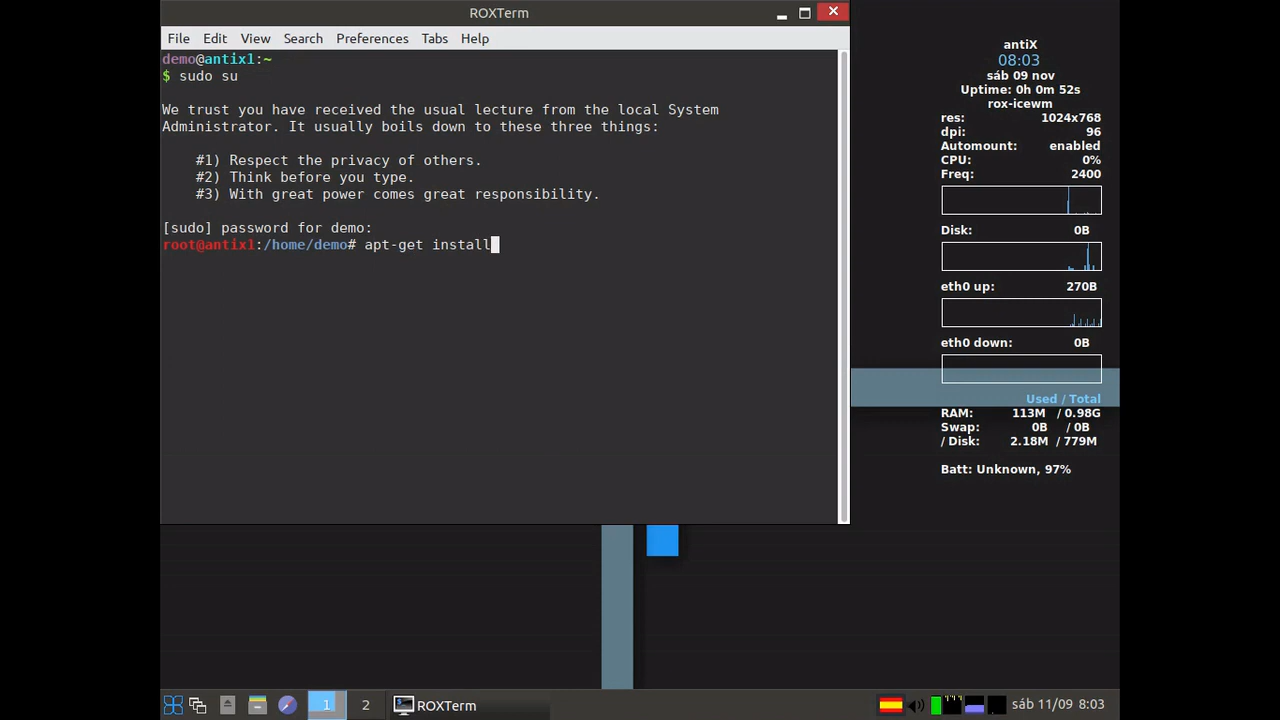 ROXTerm
File Edit View Search Preferences Tabs Help
demo@antix1:~
$ sudo su
We trust you have received the usual lecture from the local System
Administrator. It usually boils down to these three things:
#1) Respect the privacy of others.
#2) Think before you type.
#3) With great power comes great responsibility.
[sudo] password for demo:
root@antix1:/home/demo# apt-get install
antiX
08:03
sáb 09 nov
Uptime: 0h 0m 52s
rox-icewm
res: 1024x768
dpi: 96
Automount: enabled
CPU: 0%
Freq: 2400
Disk: 0B
eth0 up: 270B
eth0 down: 0B
Used / Total
RAM: 113M / 0.98G
Swap: 0B / 0B
/ Disk: 2.18M / 779M
Batt: Unknown, 97%
1 2 ROXTerm sáb 11/09 8:03